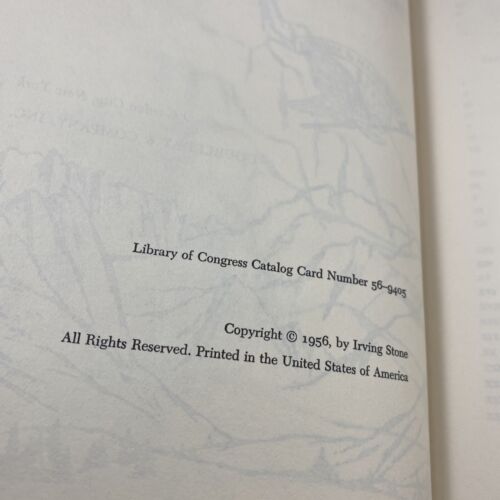 Library of Congress Catalog Card Number 56–9405
Copyright © 1956, by Irving Stone
All Rights Reserved. Printed in the United States of America